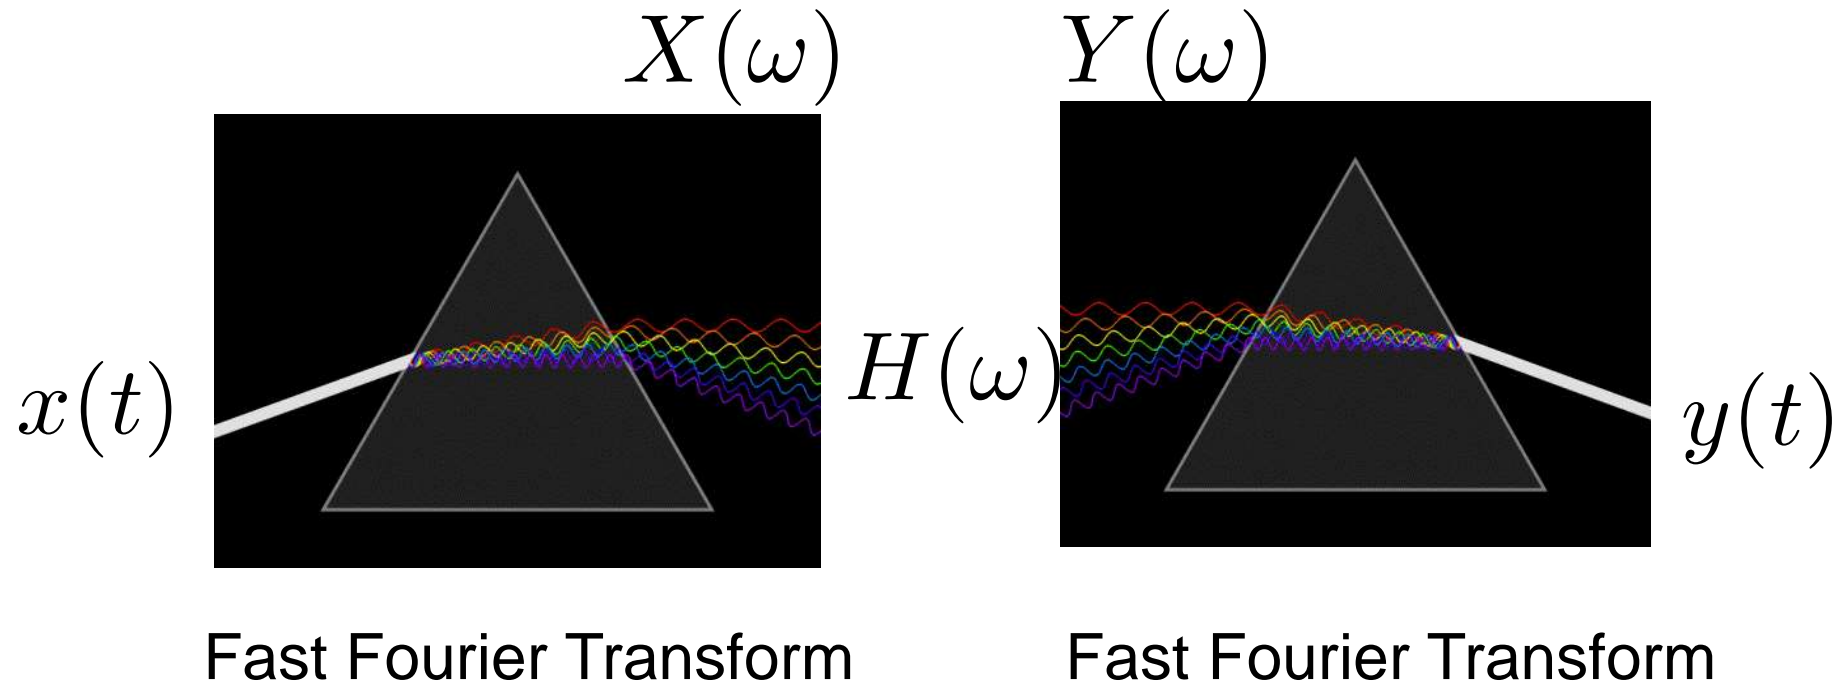 X(ω)
Y(ω)
x(t)
H(ω)
y(t)
Fast Fourier Transform
Fast Fourier Transform